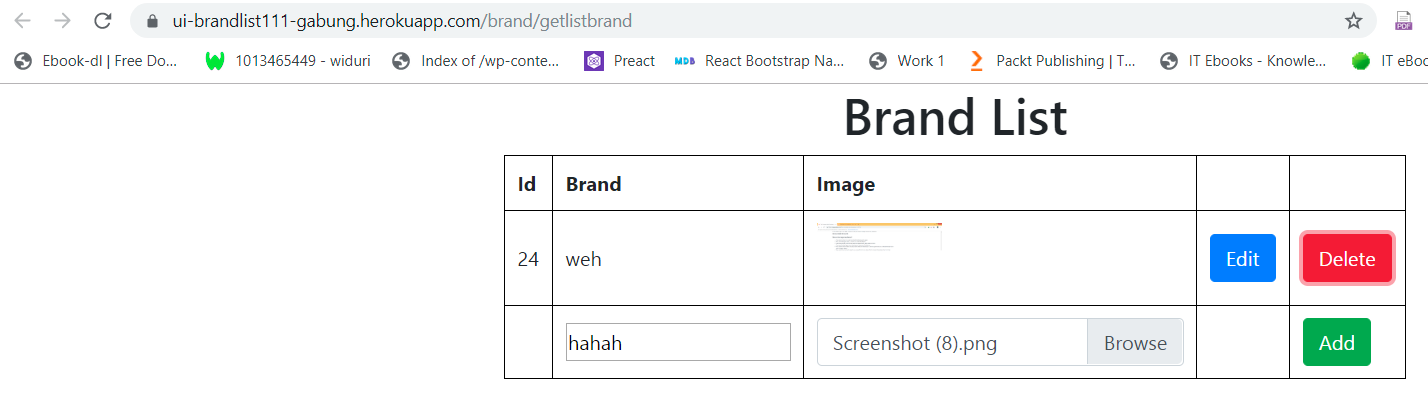 ui-brandlist111-gabung.herokuapp.com/brand/getlistbrand
PDF
Ebook-dl | Free Do... 1013465449 - widuri Index of /wp-conte... Preact MDB React Bootstrap Na... Work 1 Packt Publishing | T... IT Ebooks - Knowle... IT eBoo
Brand List
Id Brand Image
24 weh Edit Delete
hahah Screenshot (8).png Browse Add